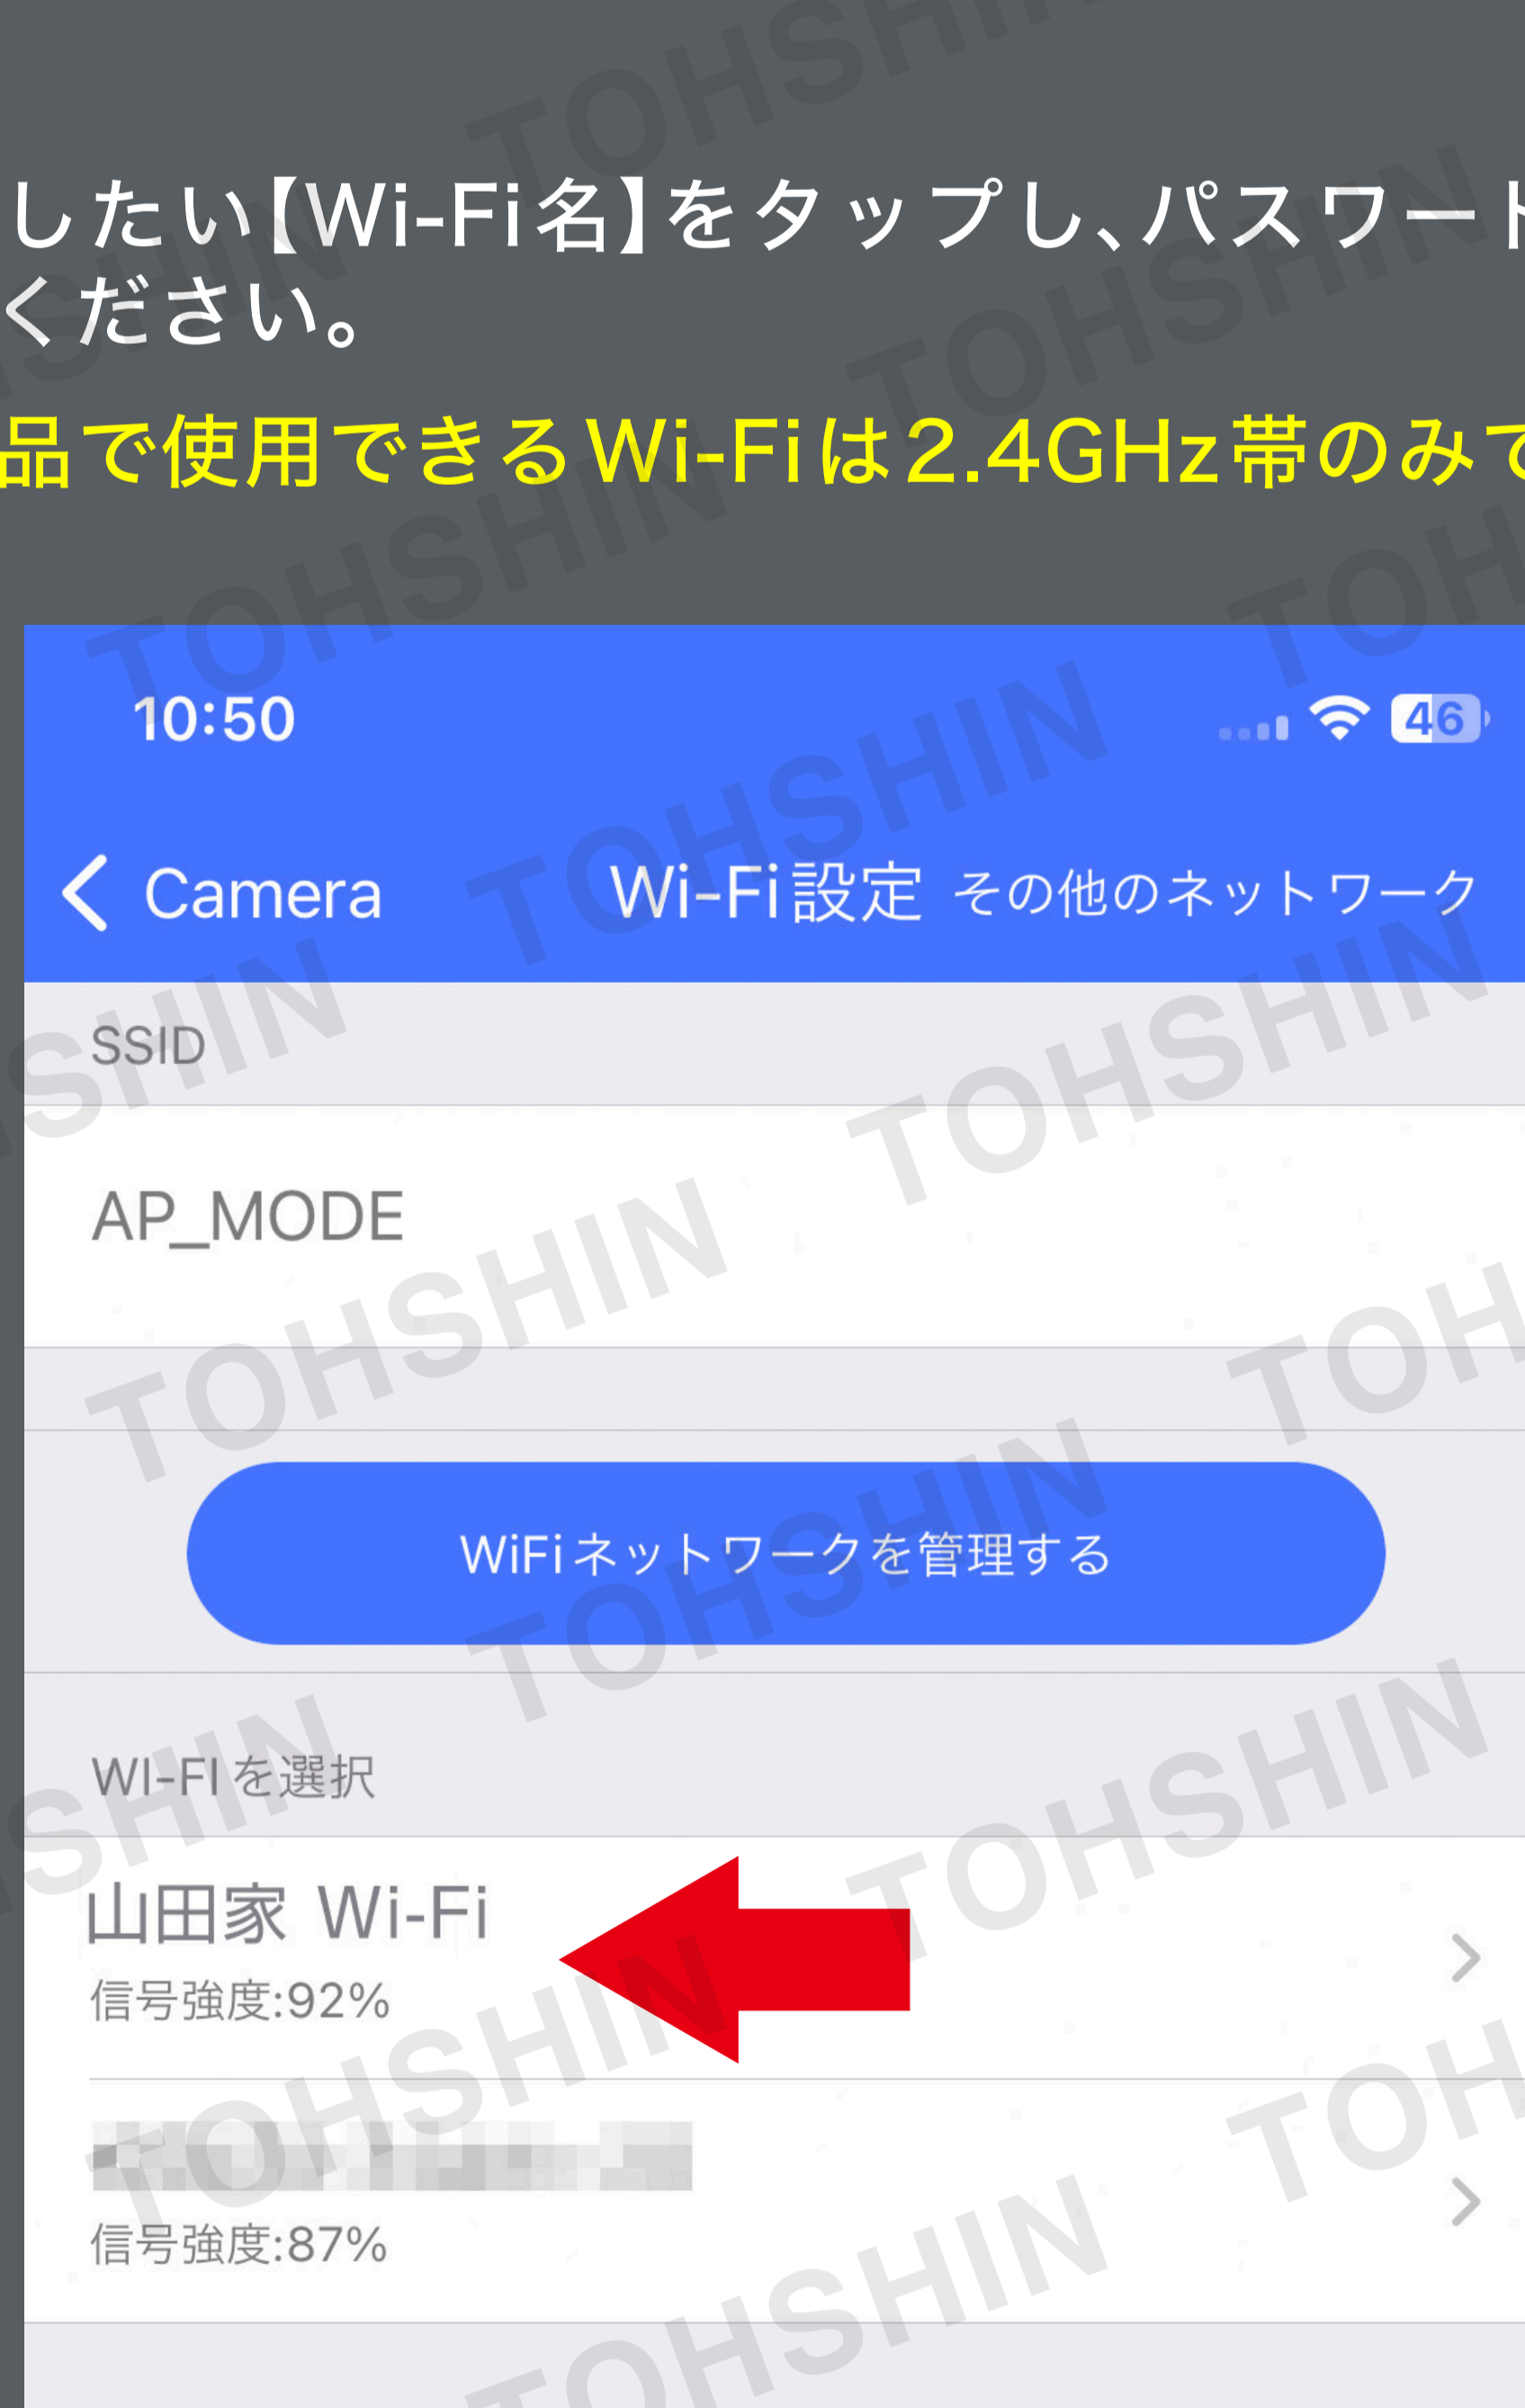 したい【Wi-Fi名】をタップし、パスワード
ください。
品で使用できるWi-Fiは2.4GHz帯のみで
10:50
46
Camera
Wi-Fi設定 その他のネットワーク
SSID
AP_MODE
WiFiネットワークを管理する
WI-FIを選択
山田家 Wi-Fi
信号強度:92%
信号強度:87%
TOHSHIN